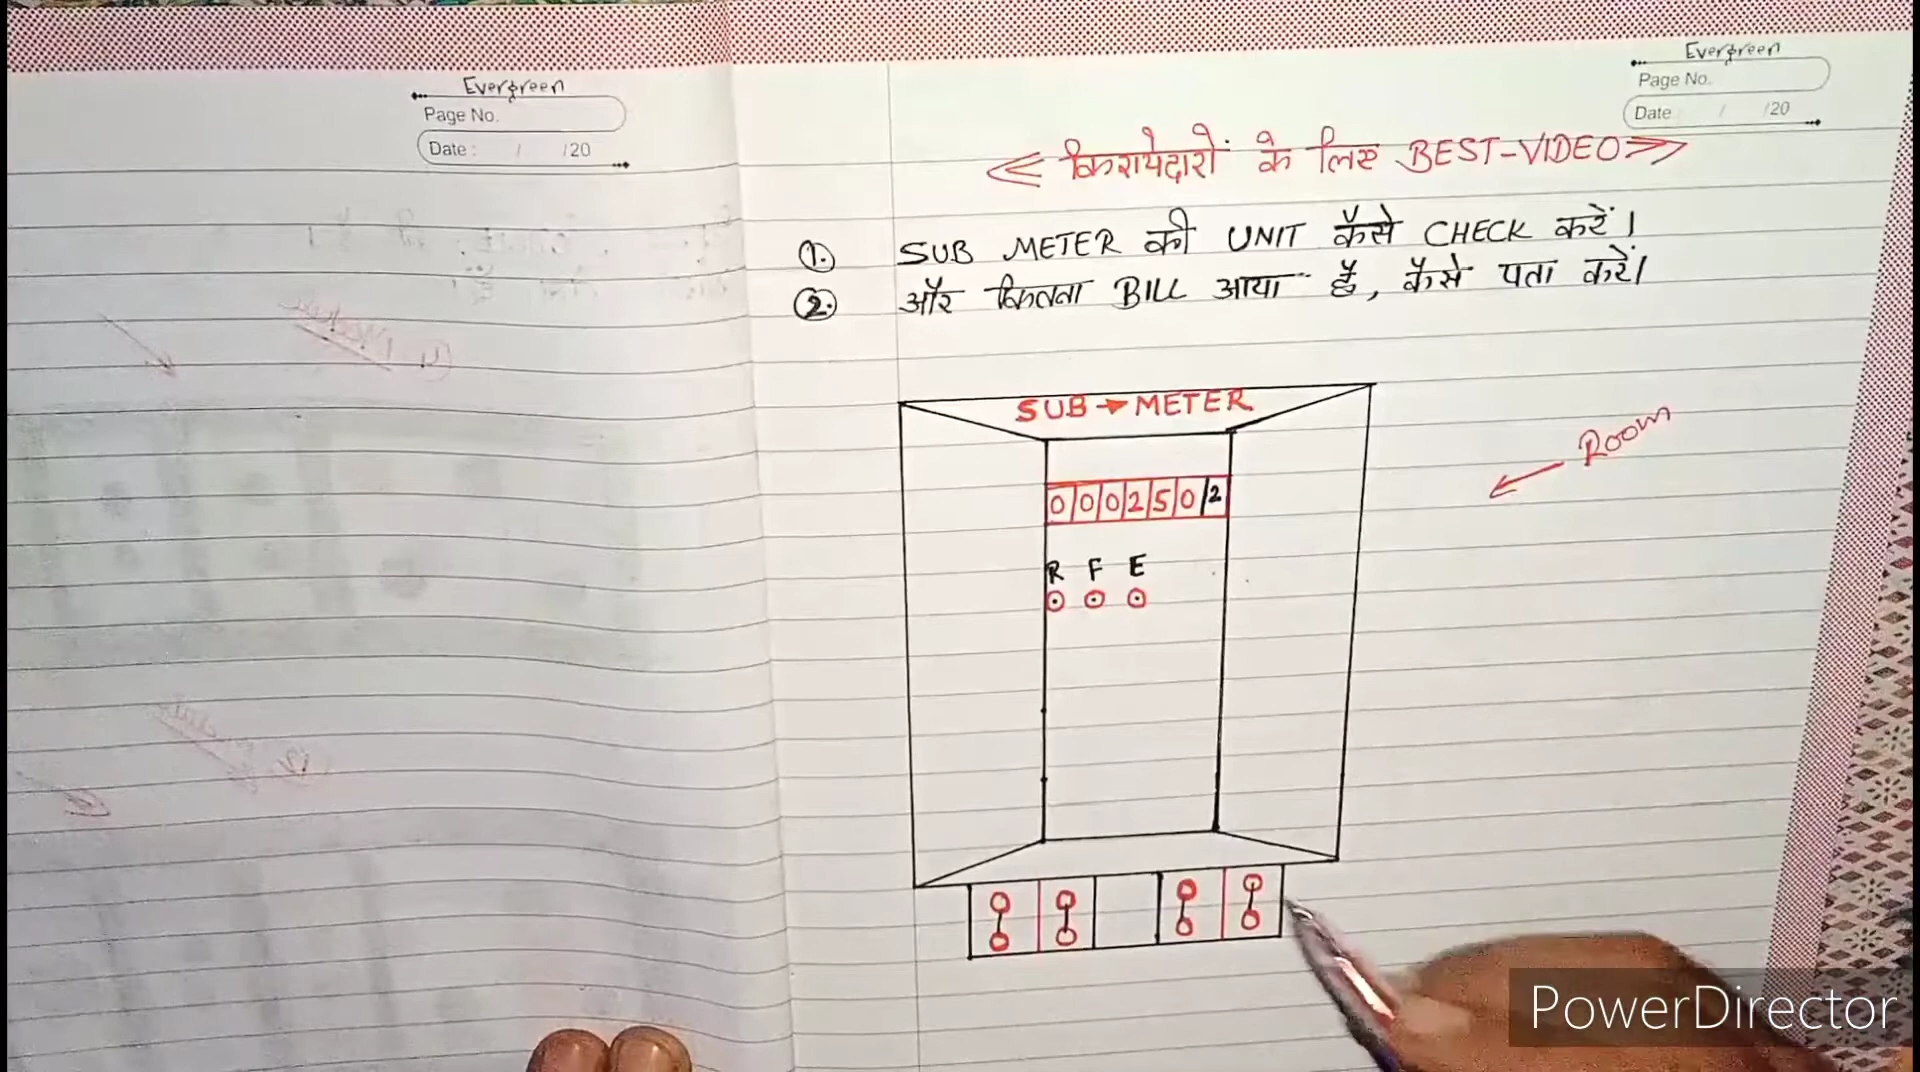 Evergreen
Page No.
Date : / /20
Evergreen
Page No.
Date / /20
किरायेदारों के लिए BEST-VIDEO
1. SUB METER की UNIT कैसे CHECK करें।
2. और कितना BILL आया है, कैसे पता करें।
SUB → METER
Room
0 0 0 2 5 0 2
R F E
PowerDirector